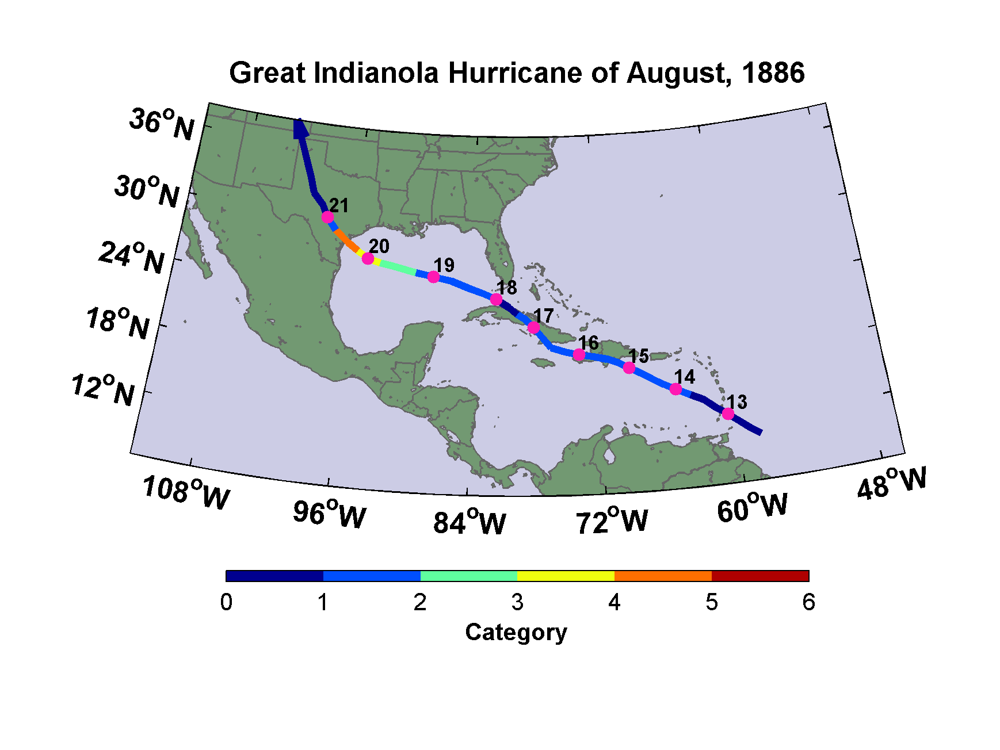 Great Indianola Hurricane of August, 1886
36°N
30°N
24°N
18°N
12°N
21
20
19
18
17
16
15
14
13
108°W
96°W
84°W
72°W
60°W
48°W
0 1 2 3 4 5 6
Category